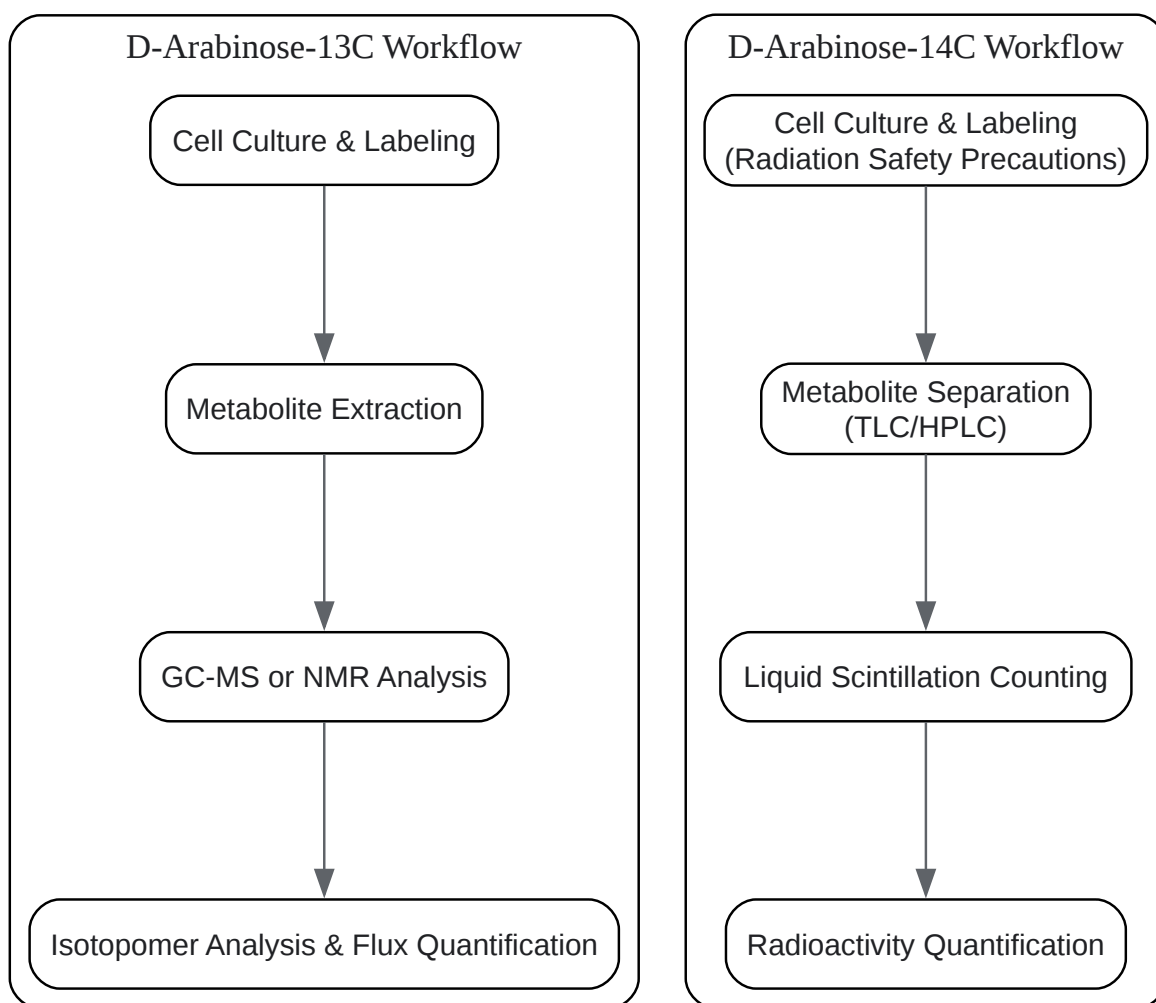 D-Arabinose-13C Workflow
Cell Culture & Labeling
Metabolite Extraction
GC-MS or NMR Analysis
Isotopomer Analysis & Flux Quantification
D-Arabinose-14C Workflow
Cell Culture & Labeling
(Radiation Safety Precautions)
Metabolite Separation
(TLC/HPLC)
Liquid Scintillation Counting
Radioactivity Quantification